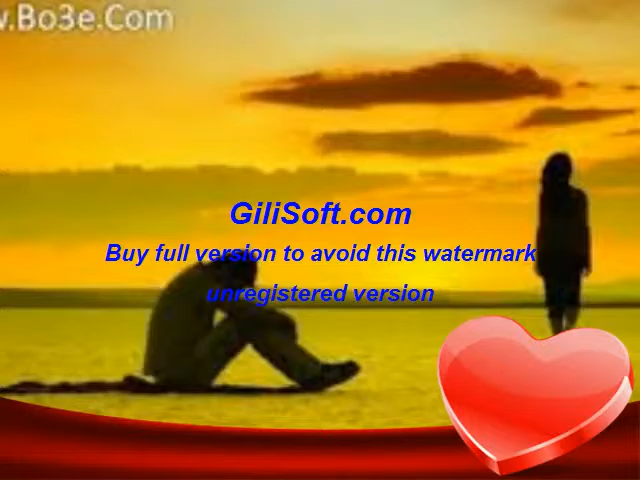 .Bo3e.Com
GiliSoft.com
Buy full version to avoid this watermark
unregistered version